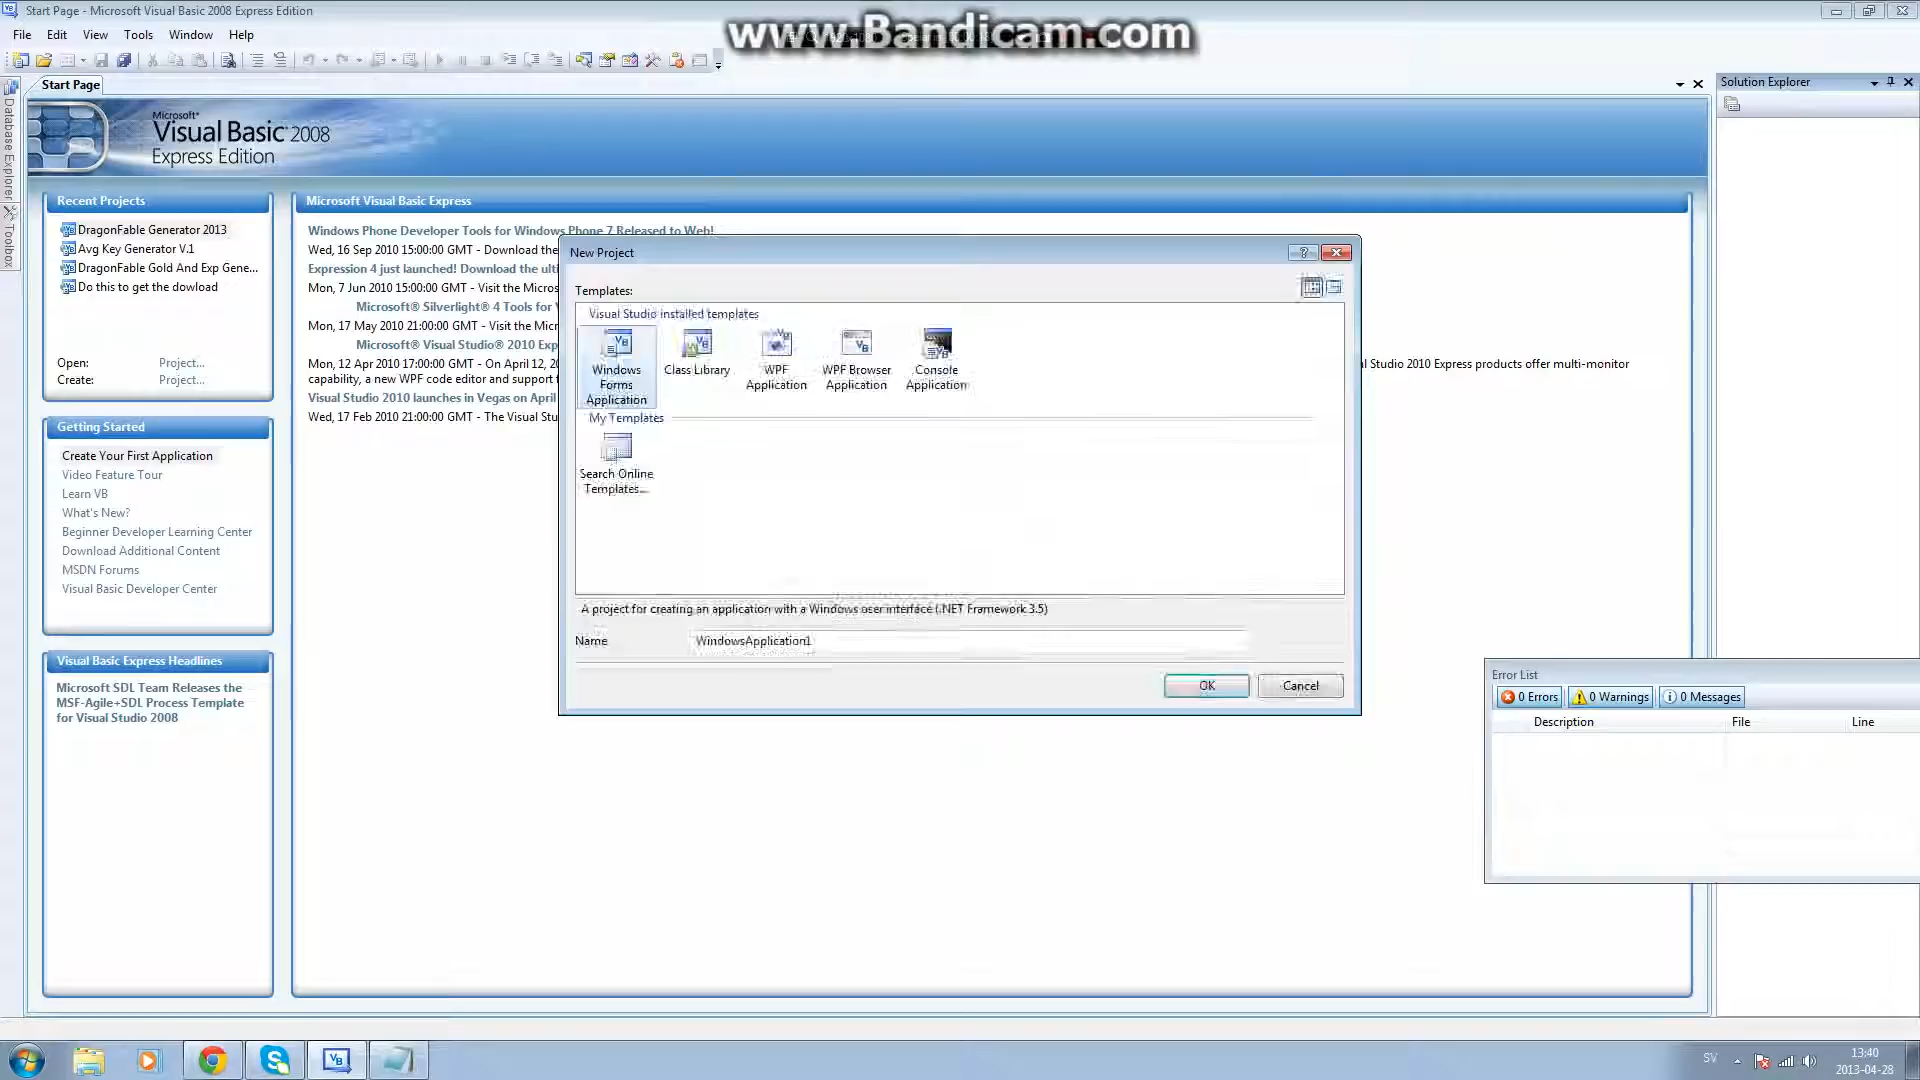 Start Page - Microsoft Visual Basic 2008 Express Edition
www.Bandicam.com
File Edit View Tools Window Help
Start Page
Solution Explorer
Database Explorer
Toolbox
Microsoft®
Visual Basic® 2008
Express Edition
Recent Projects
DragonFable Generator 2013
Avg Key Generator V.1
DragonFable Gold And Exp Gene...
Do this to get the dowload
Open: Project...
Create: Project...
Getting Started
Create Your First Application
Video Feature Tour
Learn VB
What's New?
Beginner Developer Learning Center
Download Additional Content
MSDN Forums
Visual Basic Developer Center
Visual Basic Express Headlines
Microsoft SDL Team Releases the
MSF-Agile+SDL Process Template
for Visual Studio 2008
Microsoft Visual Basic Express
Windows Phone Developer Tools for Windows Phone 7 Released to Web!
Wed, 16 Sep 2010 15:00:00 GMT - Download the
Expression 4 just launched! Download the ulti
Mon, 7 Jun 2010 15:00:00 GMT - Visit the Micros
Microsoft® Silverlight® 4 Tools for V
Mon, 17 May 2010 21:00:00 GMT - Visit the Micr
Microsoft® Visual Studio® 2010 Exp
Mon, 12 Apr 2010 17:00:00 GMT - On April 12, 20
l Studio 2010 Express products offer multi-monitor
capability, a new WPF code editor and support f
Visual Studio 2010 launches in Vegas on April
Wed, 17 Feb 2010 21:00:00 GMT - The Visual Stu
New Project
Templates:
Visual Studio installed templates
Windows Forms Application
Class Library
WPF Application
WPF Browser Application
Console Application
My Templates
Search Online Templates...
A project for creating an application with a Windows user interface (.NET Framework 3.5)
Name WindowsApplication1
OK Cancel
Error List
0 Errors 0 Warnings 0 Messages
Description File Line
SV
13:40
2013-04-28